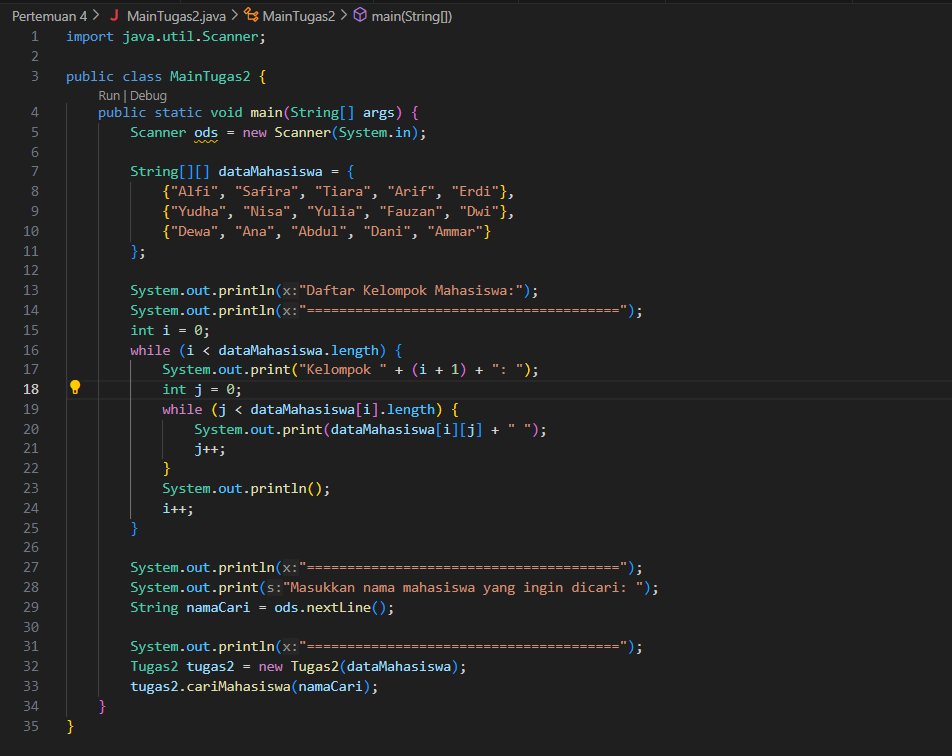 Pertemuan 4 > J MainTugas2.java > MainTugas2 > main(String[])
1 import java.util.Scanner;
2
3 public class MainTugas2 {
Run | Debug
4 public static void main(String[] args) {
5 Scanner ods = new Scanner(System.in);
6
7 String[][] dataMahasiswa = {
8 {"Alfi", "Safira", "Tiara", "Arif", "Erdi"},
9 {"Yudha", "Nisa", "Yulia", "Fauzan", "Dwi"},
10 {"Dewa", "Ana", "Abdul", "Dani", "Ammar"}
11 };
12
13 System.out.println(x:"Daftar Kelompok Mahasiswa:");
14 System.out.println(x:"=======================================");
15 int i = 0;
16 while (i < dataMahasiswa.length) {
17 System.out.print("Kelompok " + (i + 1) + ": ");
18 int j = 0;
19 while (j < dataMahasiswa[i].length) {
20 System.out.print(dataMahasiswa[i][j] + " ");
21 j++;
22 }
23 System.out.println();
24 i++;
25 }
26
27 System.out.println(x:"=======================================");
28 System.out.print(s:"Masukkan nama mahasiswa yang ingin dicari: ");
29 String namaCari = ods.nextLine();
30
31 System.out.println(x:"=======================================");
32 Tugas2 tugas2 = new Tugas2(dataMahasiswa);
33 tugas2.cariMahasiswa(namaCari);
34 }
35 }